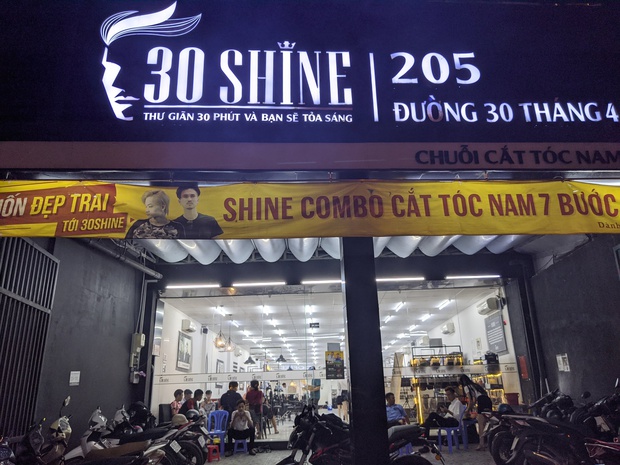 30 SHINE
THƯ GIÃN 30 PHÚT VÀ BẠN SẼ TỎA SÁNG
205
ĐƯỜNG 30 THÁNG 4
CHUỖI CẮT TÓC NAM
ĐẸP TRAI
TỚI 30SHINE
SHINE COMBO CẮT TÓC NAM 7 BƯỚC